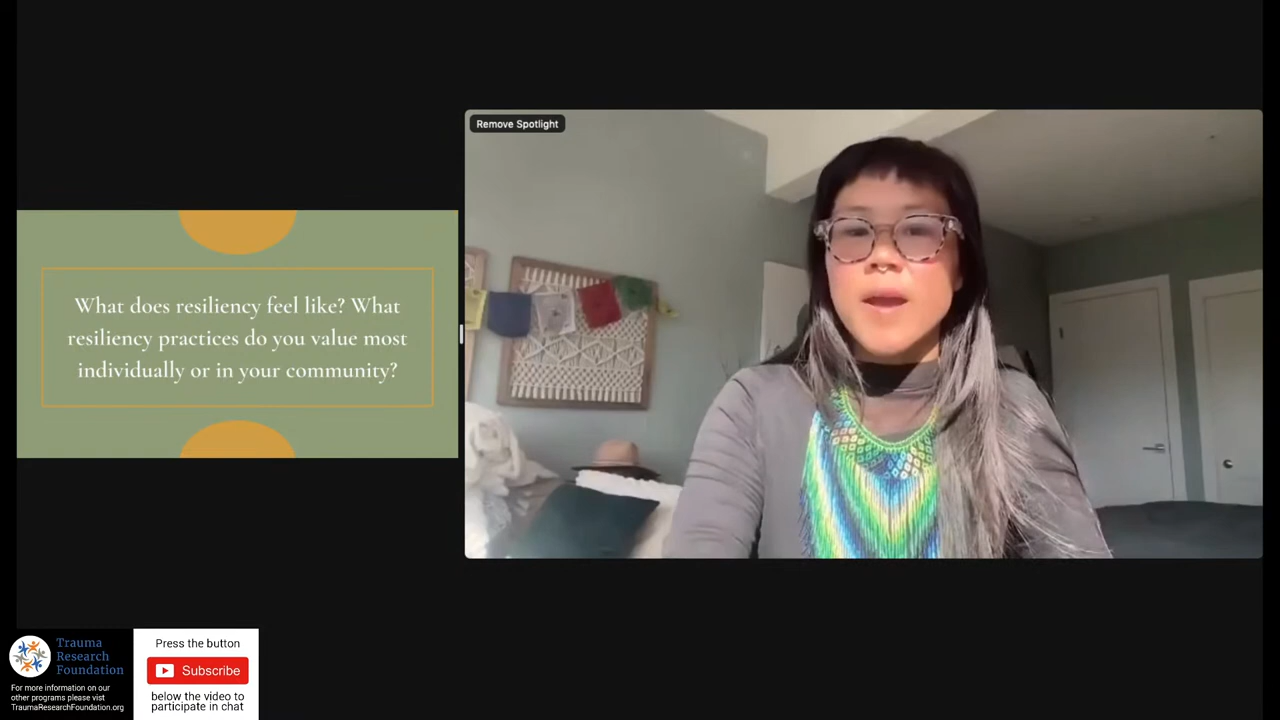 Remove Spotlight
What does resiliency feel like? What
resiliency practices do you value most
individually or in your community?
Trauma
Research
Foundation
For more information on our
other programs please visit
TraumaResearchFoundation.org
Press the button
Subscribe
below the video to
participate in chat